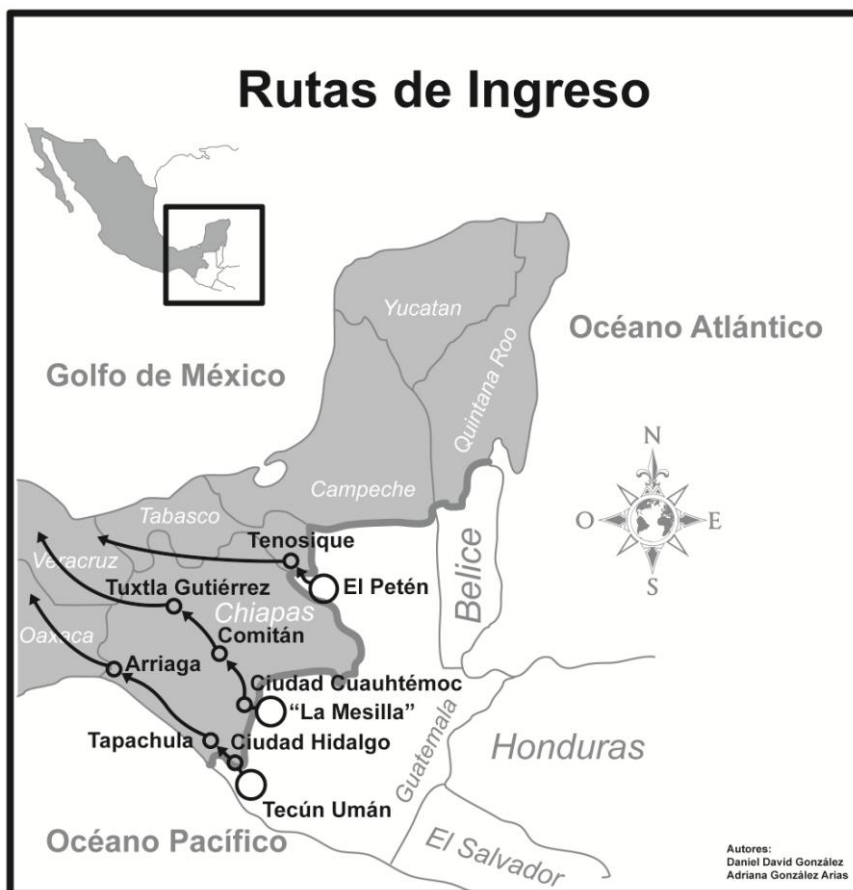 Rutas de Ingreso
Yucatan
Océano Atlántico
Golfo de México
Quintana Roo
N
Campeche
Tabasco
O
E
Tenosique
Veracruz
Belice
S
Tuxtla Gutiérrez
El Petén
Chiapas
Oaxaca
Comitán
Arriaga
Ciudad Cuauhtémoc
“La Mesilla”
Guatemala
Honduras
Tapachula
Ciudad Hidalgo
Tecún Umán
Océano Pacífico
El Salvador
Autores:
Daniel David González
Adriana González Arias